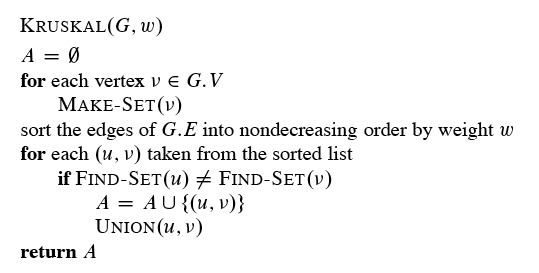 KRUSKAL(G, w)
A = ∅
for each vertex v ∈ G.V
MAKE-SET(v)
sort the edges of G.E into nondecreasing order by weight w
for each (u, v) taken from the sorted list
if FIND-SET(u) ≠ FIND-SET(v)
A = A ∪ {(u, v)}
UNION(u, v)
return A